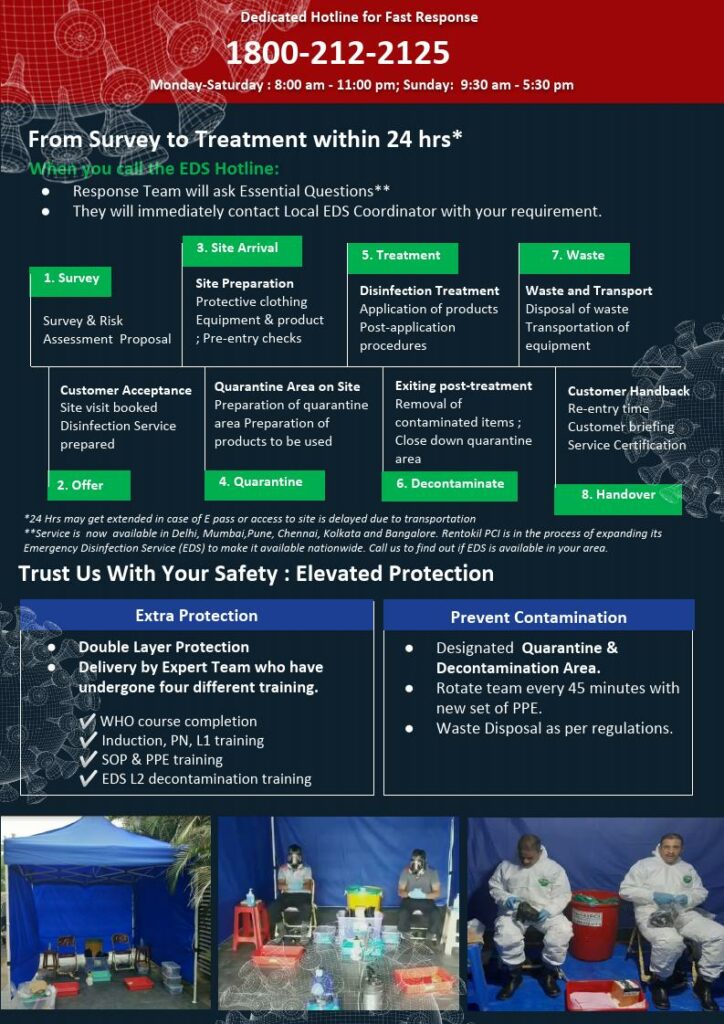 Dedicated Hotline for Fast Response
1800-212-2125
Monday-Saturday : 8:00 am - 11:00 pm; Sunday: 9:30 am - 5:30 pm
From Survey to Treatment within 24 hrs*
When you call the EDS Hotline:
● Response Team will ask Essential Questions**
● They will immediately contact Local EDS Coordinator with your requirement.
1. Survey
Survey & Risk
Assessment Proposal
3. Site Arrival
Site Preparation
Protective clothing
Equipment & product
; Pre-entry checks
5. Treatment
Disinfection Treatment
Application of products
Post-application
procedures
7. Waste
Waste and Transport
Disposal of waste
Transportation of
equipment
Customer Acceptance
Site visit booked
Disinfection Service
prepared
2. Offer
Quarantine Area on Site
Preparation of quarantine
area Preparation of
products to be used
4. Quarantine
Exiting post-treatment
Removal of
contaminated items ;
Close down quarantine
area
6. Decontaminate
Customer Handback
Re-entry time
Customer briefing
Service Certification
8. Handover
*24 Hrs may get extended in case of E pass or access to site is delayed due to transportation
**Service is now available in Delhi, Mumbai,Pune, Chennai, Kolkata and Bangalore. Rentokil PCI is in the process of expanding its
Emergency Disinfection Service (EDS) to make it available nationwide. Call us to find out if EDS is available in your area.
Trust Us With Your Safety : Elevated Protection
Extra Protection
● Double Layer Protection
● Delivery by Expert Team who have
undergone four different training.
✔ WHO course completion
✔ Induction, PN, L1 training
✔ SOP & PPE training
✔ EDS L2 decontamination training
Prevent Contamination
● Designated Quarantine &
Decontamination Area.
● Rotate team every 45 minutes with
new set of PPE.
● Waste Disposal as per regulations.